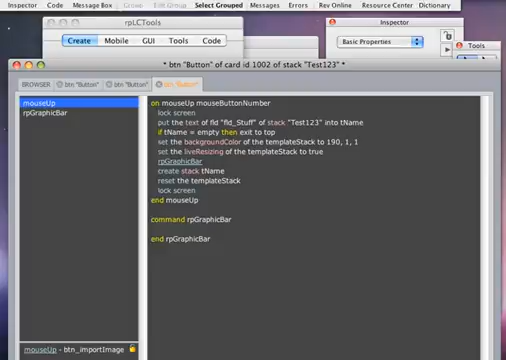 Inspector Code Message Box Crowd Edit Group Select Grouped Messages Errors Rev Online Resource Center Dictionary
rpLCTools
Inspector
Create Mobile GUI Tools Code
Basic Properties
Tools
* btn "Button" of card id 1002 of stack "Test123" *
BROWSER btn "Button" btn "Button" btn "Button"
mouseUp
rpGraphicBar
on mouseUp mouseButtonNumber
lock screen
put the text of fld "fld_Stuff" of stack "Test123" into tName
if tName = empty then exit to top
set the backgroundColor of the templateStack to 190, 1, 1
set the liveResizing of the templateStack to true
rpGraphicBar
create stack tName
reset the templateStack
lock screen
end mouseUp
command rpGraphicBar
end rpGraphicBar
mouseUp - btn_importImage